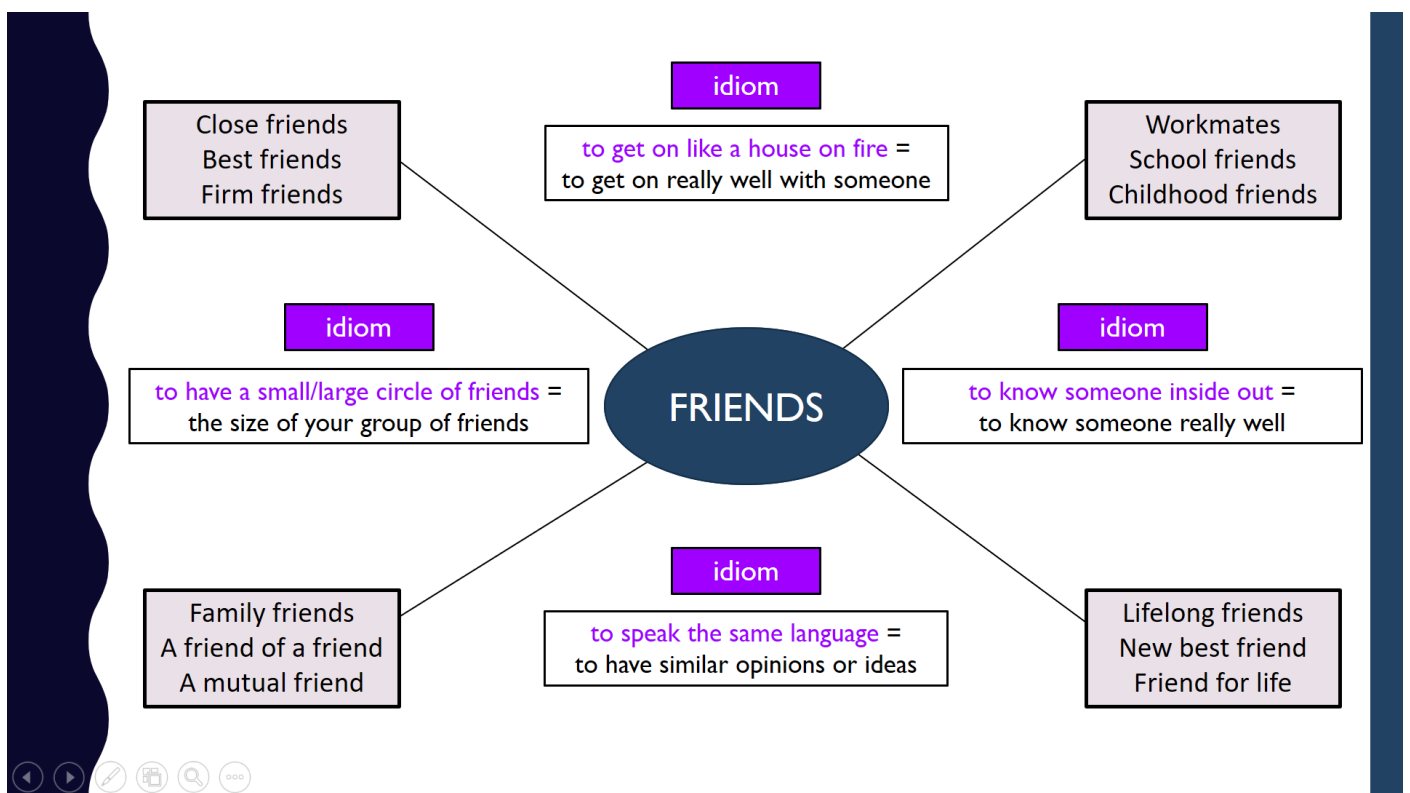 idiom
to get on like a house on fire =
to get on really well with someone
Close friends
Best friends
Firm friends
Workmates
School friends
Childhood friends
idiom
to have a small/large circle of friends =
the size of your group of friends
FRIENDS
idiom
to know someone inside out =
to know someone really well
Family friends
A friend of a friend
A mutual friend
idiom
to speak the same language =
to have similar opinions or ideas
Lifelong friends
New best friend
Friend for life